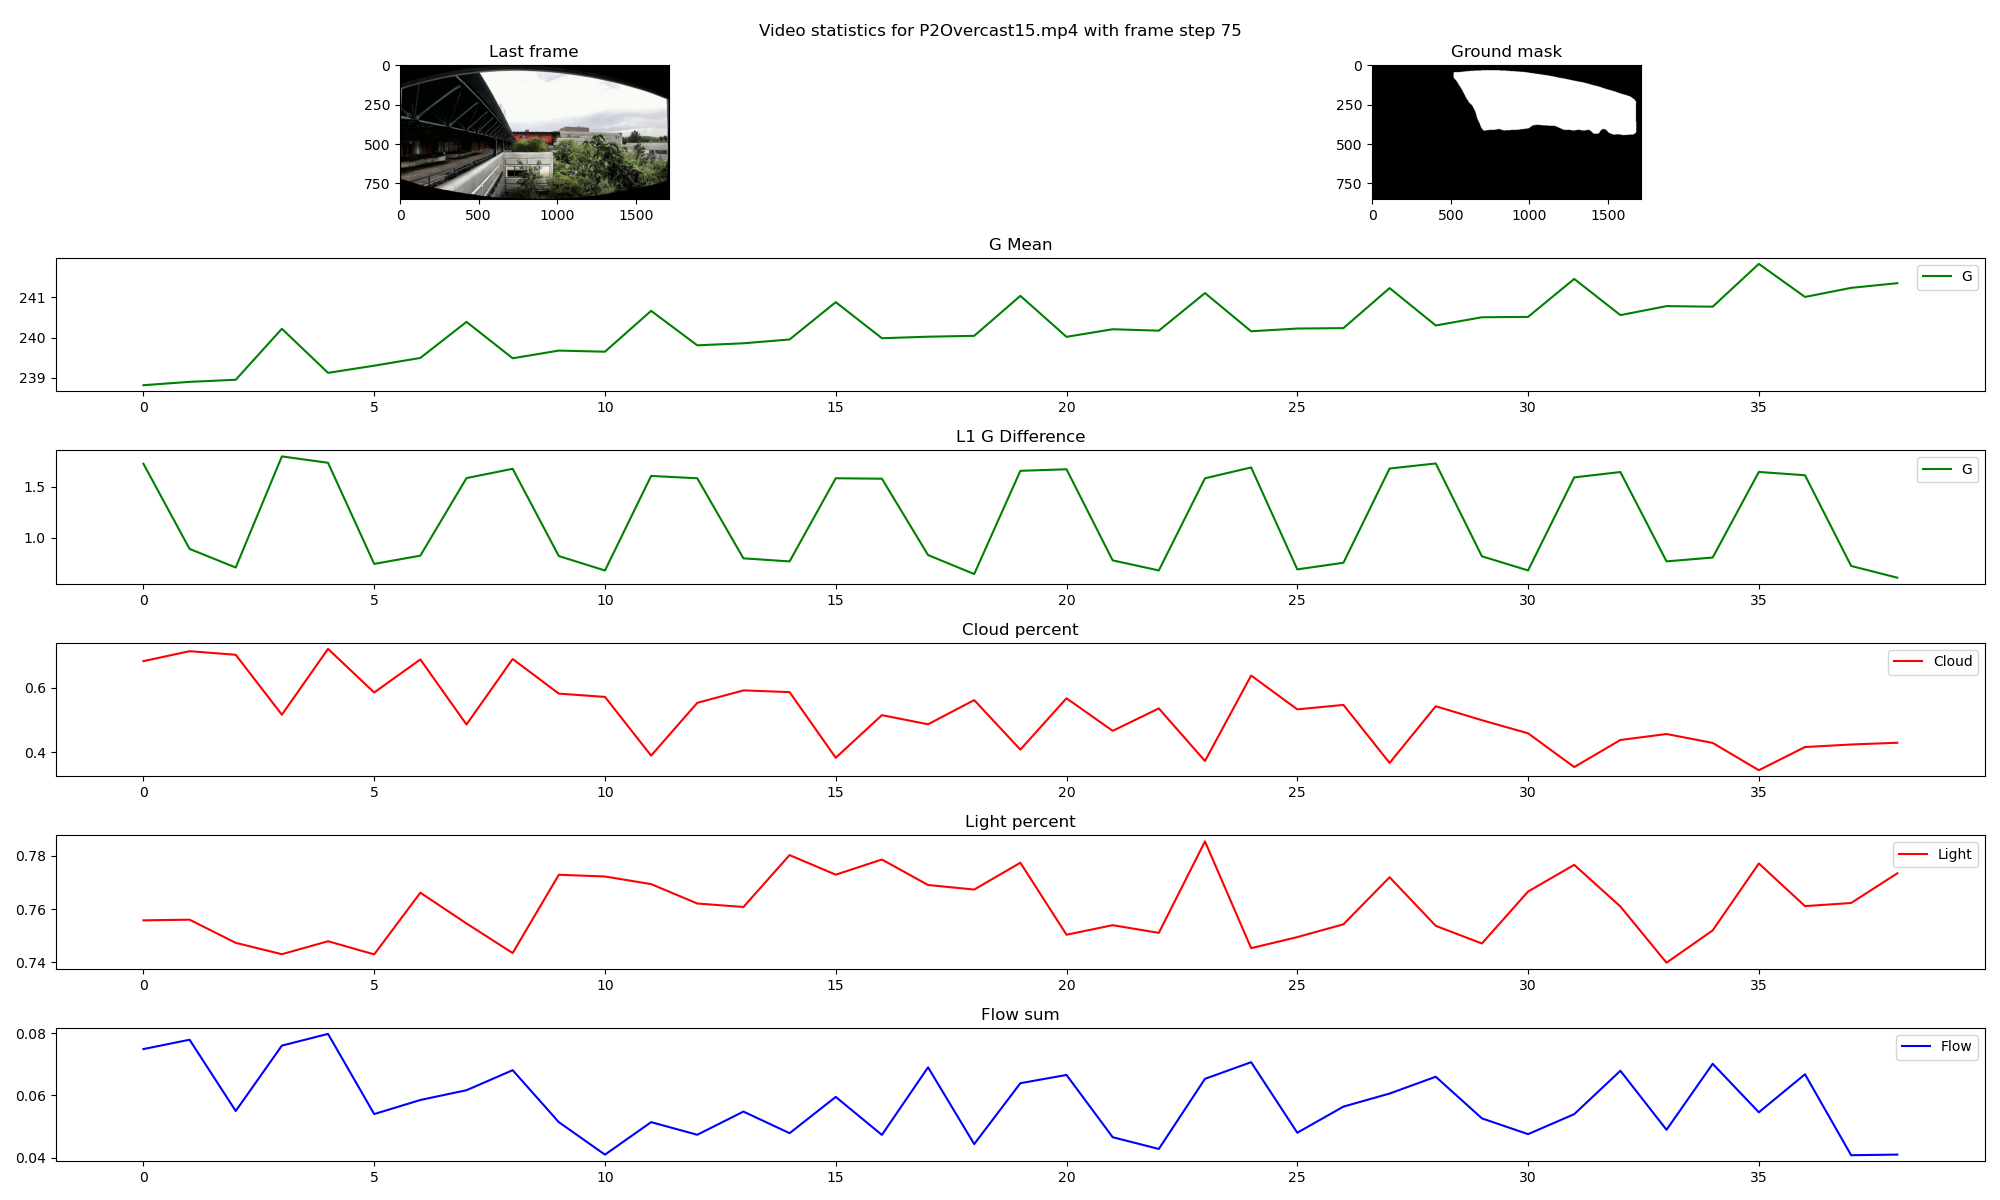 Video statistics for P2Overcast15.mp4 with frame step 75
Last frame
0
250
500
750
0 500 1000 1500
Ground mask
0
250
500
750
0 500 1000 1500
G Mean
241
240
239
G
0 5 10 15 20 25 30 35
L1 G Difference
1.5
1.0
G
0 5 10 15 20 25 30 35
Cloud percent
0.6
0.4
Cloud
0 5 10 15 20 25 30 35
Light percent
0.78
0.76
0.74
Light
0 5 10 15 20 25 30 35
Flow sum
0.08
0.06
0.04
Flow
0 5 10 15 20 25 30 35